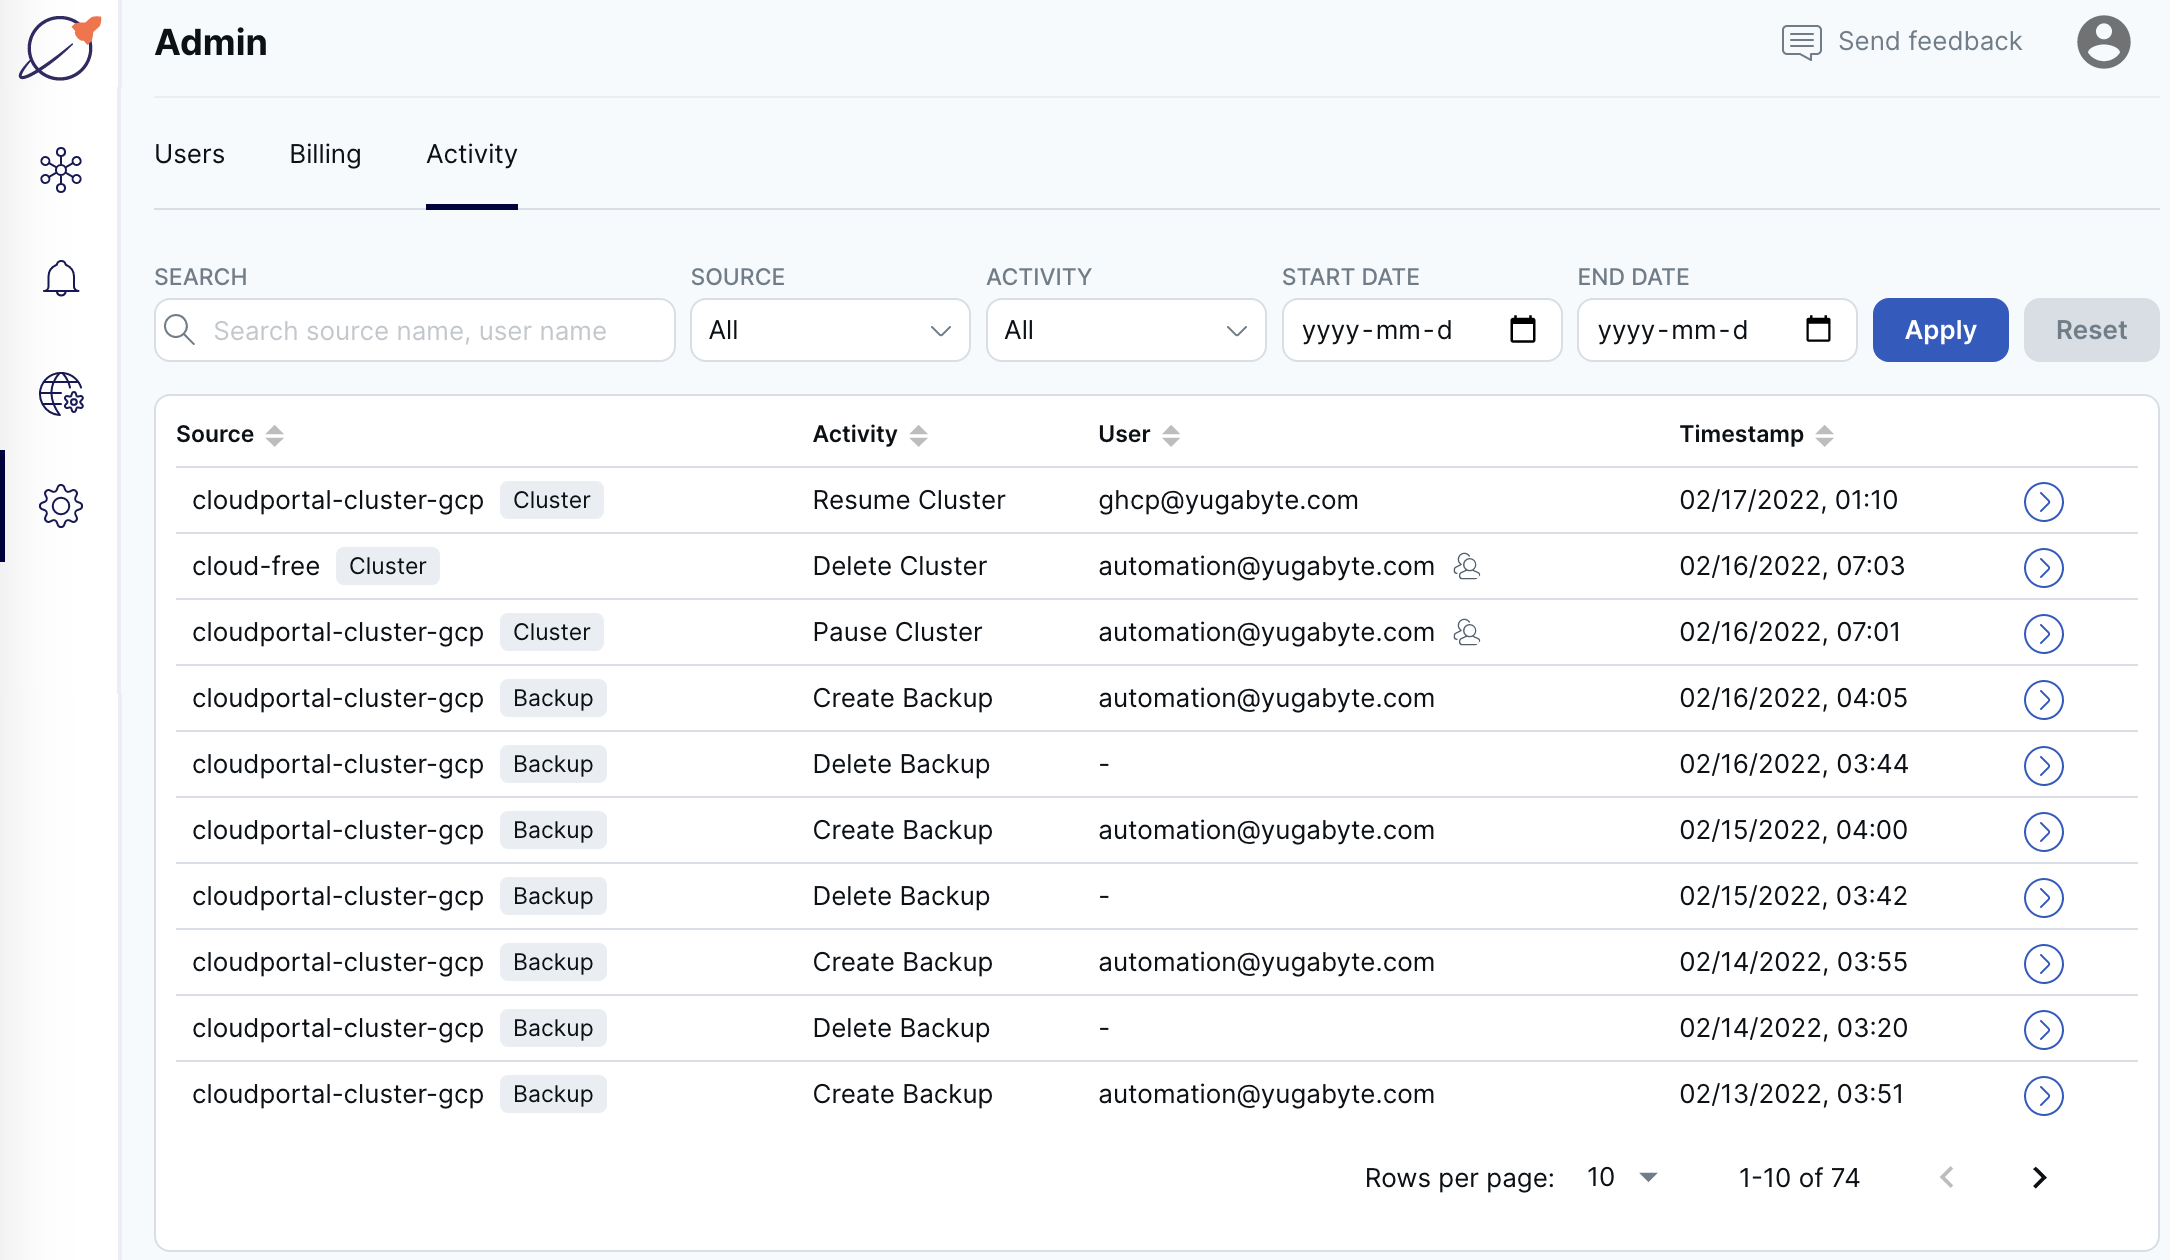 Admin
Send feedback
Users Billing Activity
SEARCH SOURCE ACTIVITY START DATE END DATE
Search source name, user name All All yyyy-mm-d yyyy-mm-d Apply Reset
Source Activity User Timestamp
cloudportal-cluster-gcp Cluster Resume Cluster ghcp@yugabyte.com 02/17/2022, 01:10
cloud-free Cluster Delete Cluster automation@yugabyte.com 02/16/2022, 07:03
cloudportal-cluster-gcp Cluster Pause Cluster automation@yugabyte.com 02/16/2022, 07:01
cloudportal-cluster-gcp Backup Create Backup automation@yugabyte.com 02/16/2022, 04:05
cloudportal-cluster-gcp Backup Delete Backup - 02/16/2022, 03:44
cloudportal-cluster-gcp Backup Create Backup automation@yugabyte.com 02/15/2022, 04:00
cloudportal-cluster-gcp Backup Delete Backup - 02/15/2022, 03:42
cloudportal-cluster-gcp Backup Create Backup automation@yugabyte.com 02/14/2022, 03:55
cloudportal-cluster-gcp Backup Delete Backup - 02/14/2022, 03:20
cloudportal-cluster-gcp Backup Create Backup automation@yugabyte.com 02/13/2022, 03:51
Rows per page: 10 1-10 of 74